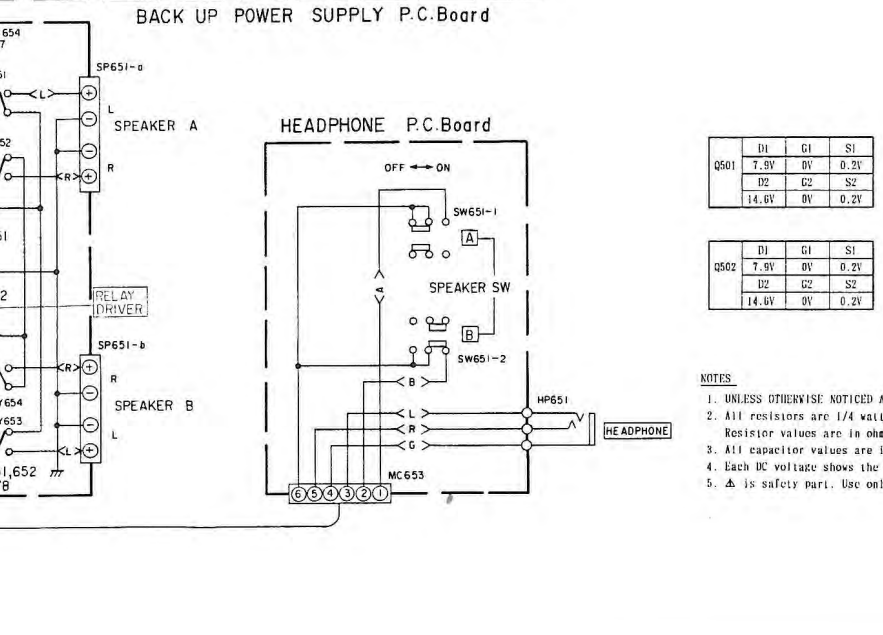 BACK UP POWER SUPPLY P.C.Board
654
7
SP651-a
L
+
-
L
SPEAKER A
-
52
R
+
R
2
RELAY
DRIVER
SP651-b
R
+
R
-
SPEAKER B
Y654
Y653
-
L
L
+
1,652
HEADPHONE P.C.Board
OFF ↔ ON
SW651-1
A
A
SPEAKER SW
B
SW651-2
B
L
R
G
HP651
HEADPHONE
MC653
6 5 4 3 2 1
Q501
D1 G1 S1
7.9V 0V 0.2V
D2 G2 S2
14.6V 0V 0.2V
Q502
D1 G1 S1
7.9V 0V 0.2V
D2 G2 S2
14.6V 0V 0.2V
NOTES
1. UNLESS OTHERWISE NOTICED A
2. All resistors are 1/4 watt
Resistor values are in ohm
3. All capacitor values are i
4. Each DC voltage shows the
5. ⚠ is safety part. Use onl